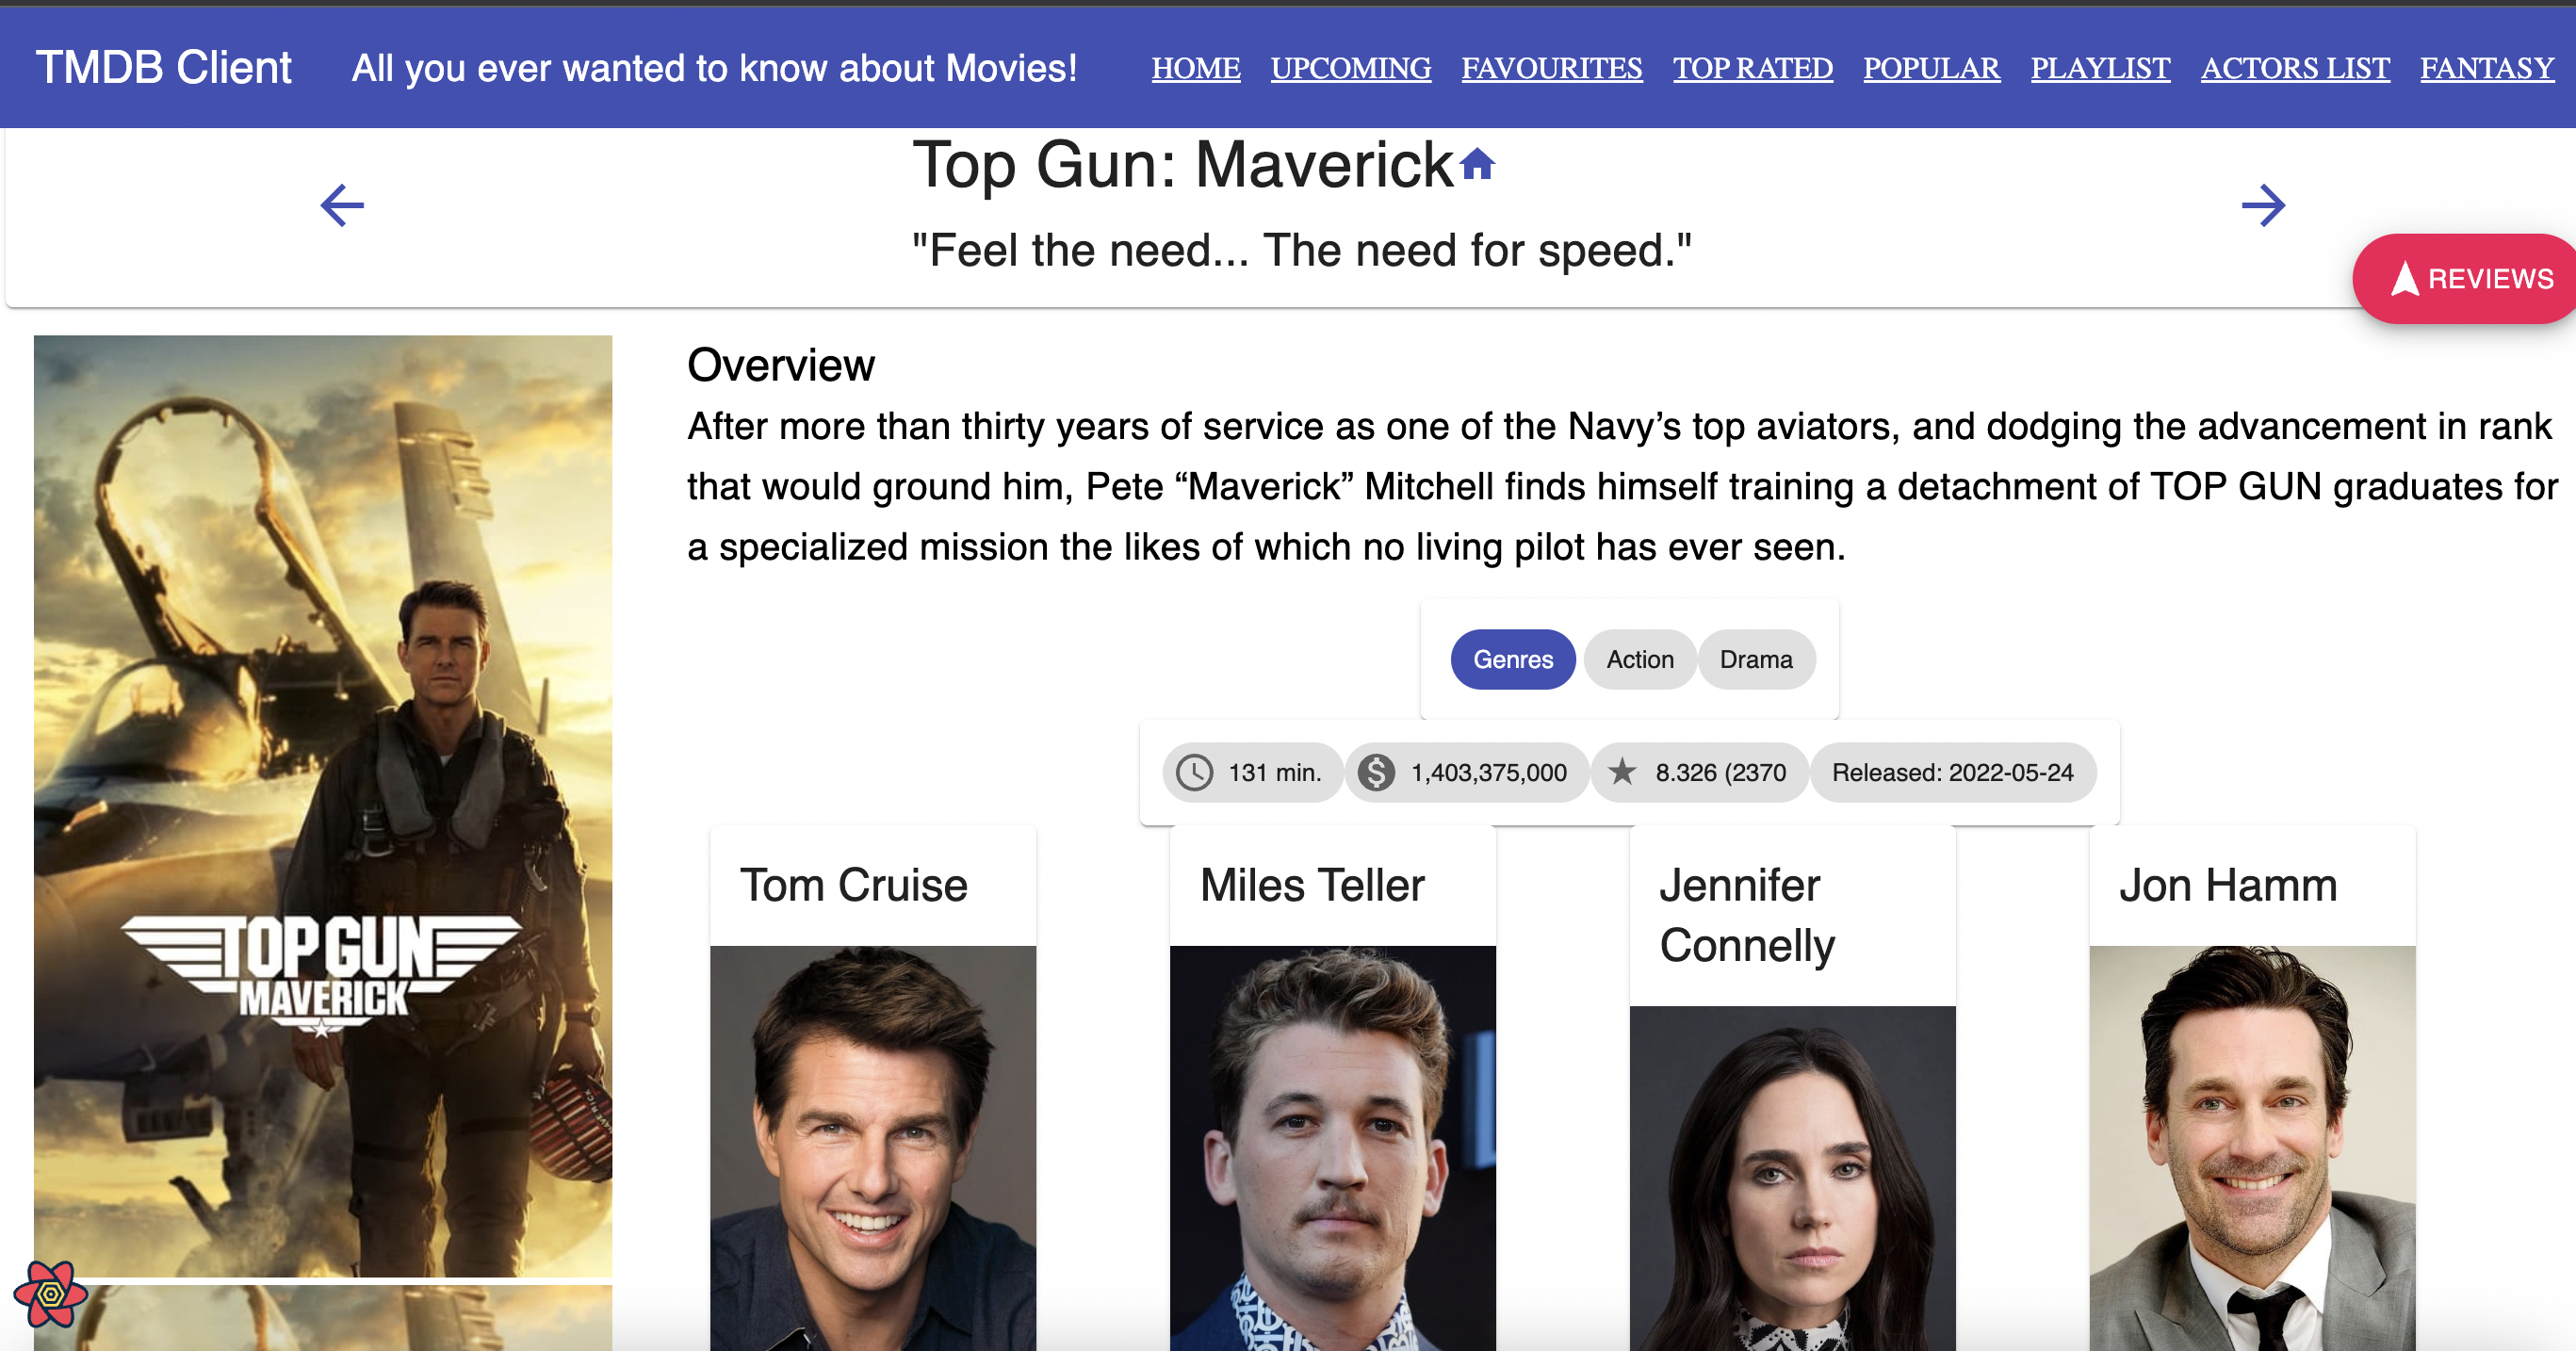 TMDB Client
All you ever wanted to know about Movies!
HOME UPCOMING FAVOURITES TOP RATED POPULAR PLAYLIST ACTORS LIST FANTASY
Top Gun: Maverick
"Feel the need... The need for speed."
REVIEWS
Overview
After more than thirty years of service as one of the Navy’s top aviators, and dodging the advancement in rank
that would ground him, Pete “Maverick” Mitchell finds himself training a detachment of TOP GUN graduates for
a specialized mission the likes of which no living pilot has ever seen.
Genres Action Drama
131 min. 1,403,375,000 8.326 (2370 Released: 2022-05-24
TOP GUN
MAVERICK
Tom Cruise
Miles Teller
Jennifer
Connelly
Jon Hamm